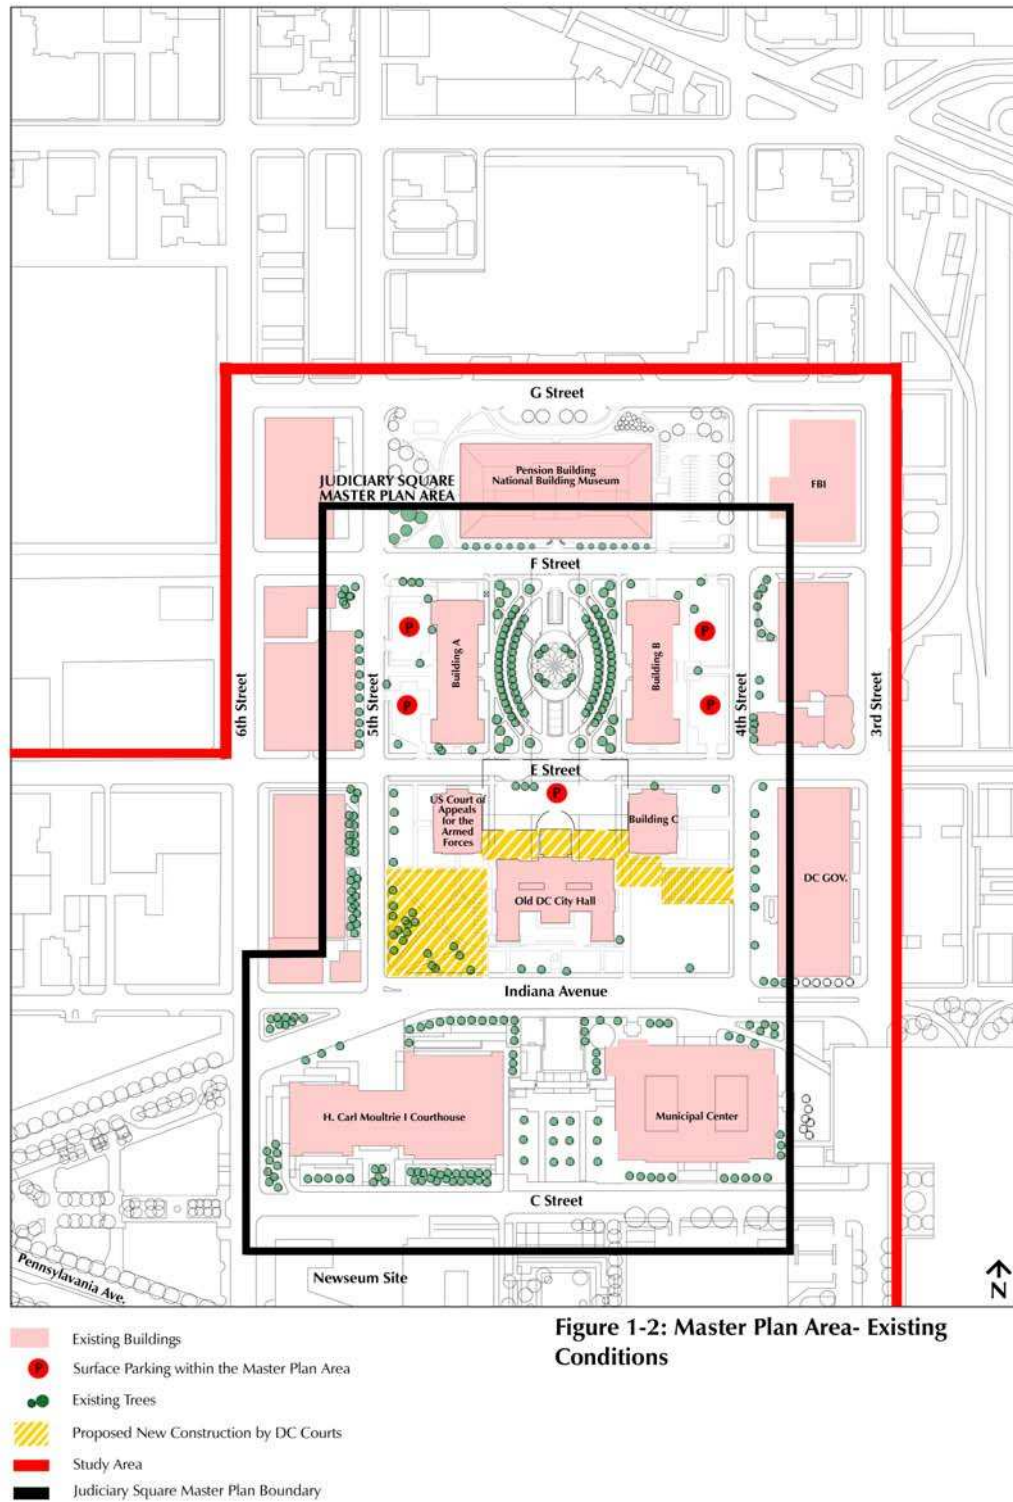 G Street
Pension Building
National Building Museum
FBI
JUDICIARY SQUARE
MASTER PLAN AREA
F Street
P
P
Building A
Building B
6th Street
5th Street
4th Street
3rd Street
P
P
E Street
P
US Court of
Appeals
for the
Armed
Forces
Building C
DC GOV.
Old DC City Hall
Indiana Avenue
H. Carl Moultrie I Courthouse
Municipal Center
C Street
Pennsylavania Ave.
Newseum Site
N
Figure 1-2: Master Plan Area- Existing
Conditions
Existing Buildings
P Surface Parking within the Master Plan Area
Existing Trees
Proposed New Construction by DC Courts
Study Area
Judiciary Square Master Plan Boundary